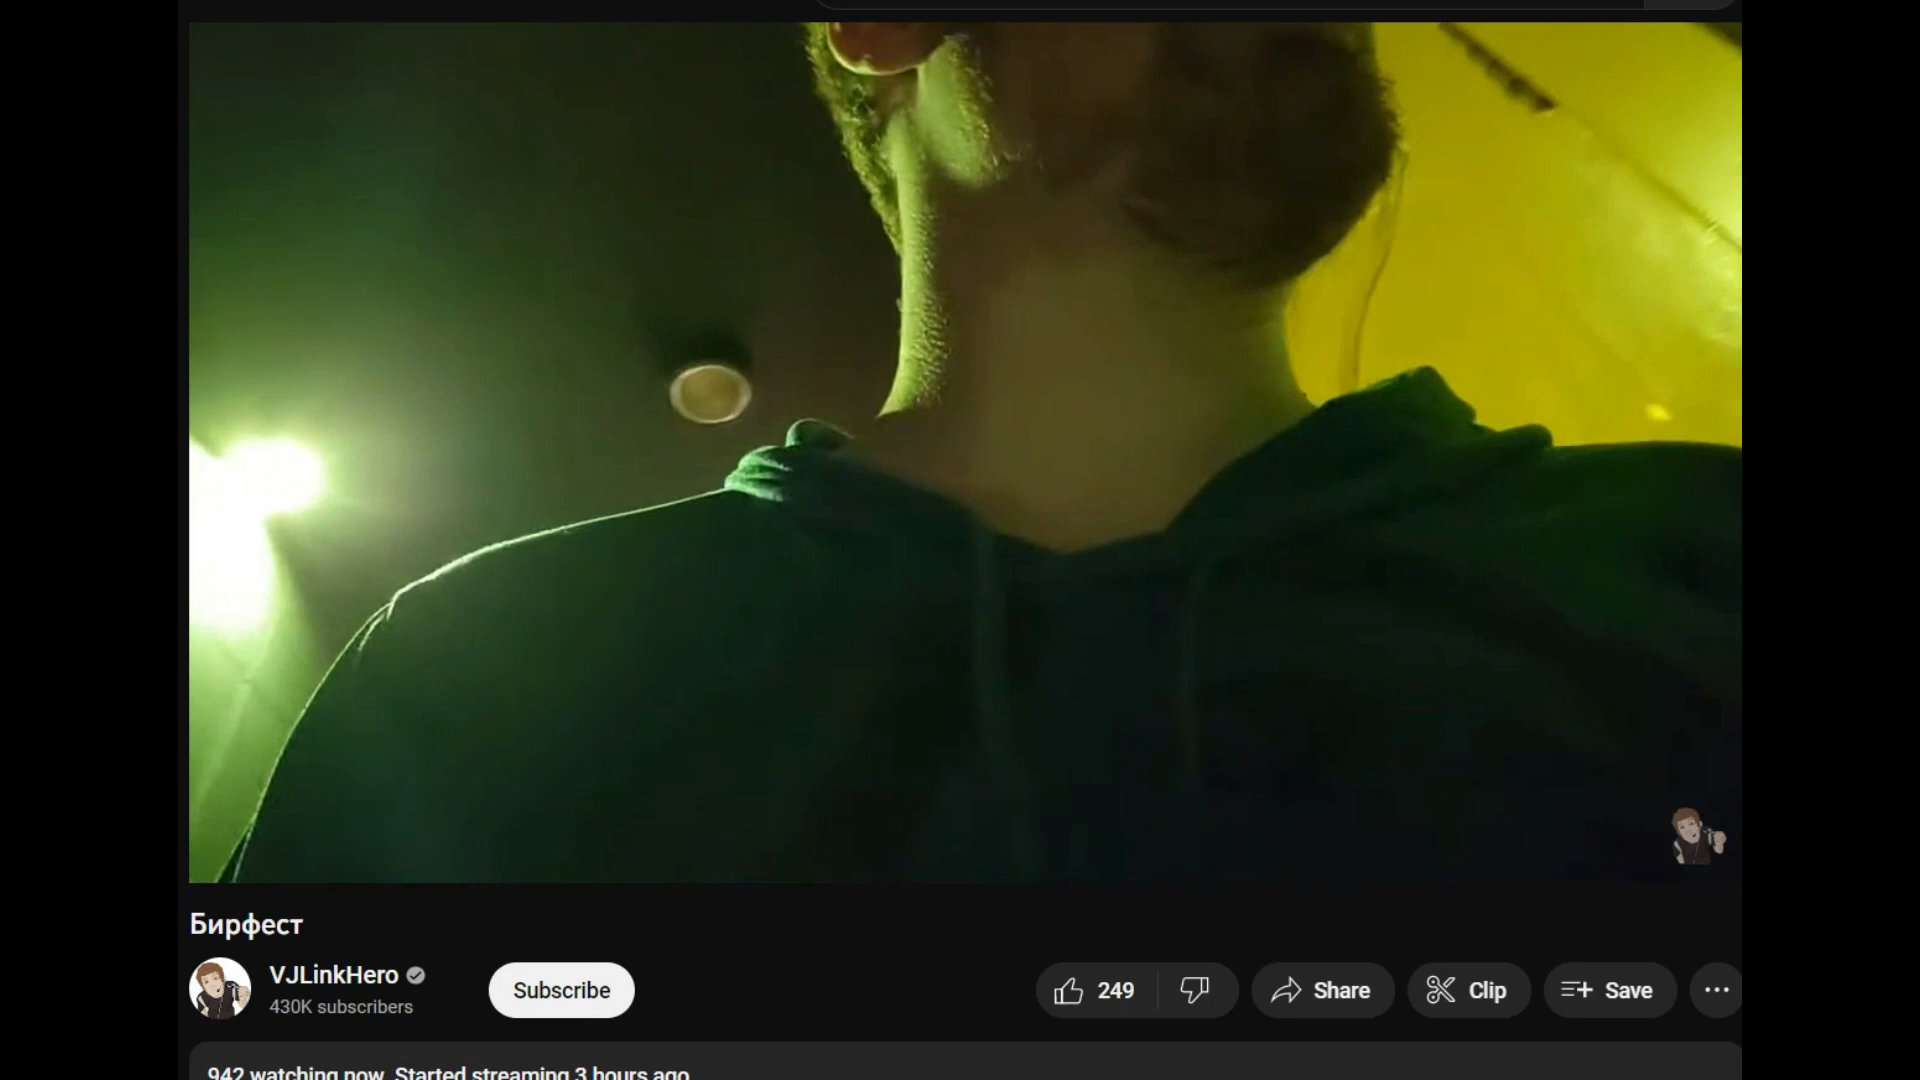 Бирфест
VJLinkHero
430K subscribers
Subscribe
249
Share
Clip
Save
942 watching now Started streaming 3 hours ago